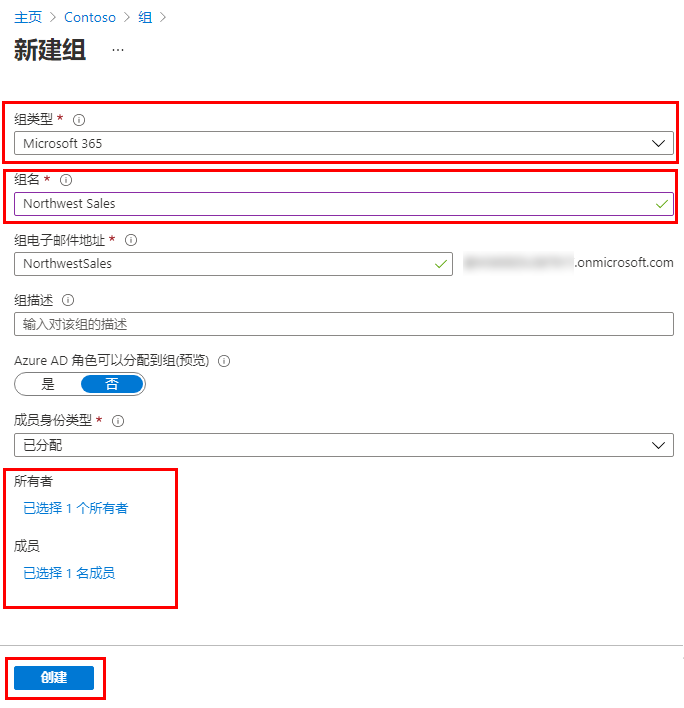 主页 > Contoso > 组 >
新建组 ...
组类型 *
Microsoft 365
组名 *
Northwest Sales
组电子邮件地址 *
NorthwestSales
.onmicrosoft.com
组描述
输入对该组的描述
Azure AD 角色可以分配到组(预览)
是 否
成员身份类型 *
已分配
所有者
已选择 1 个所有者
成员
已选择 1 名成员
创建